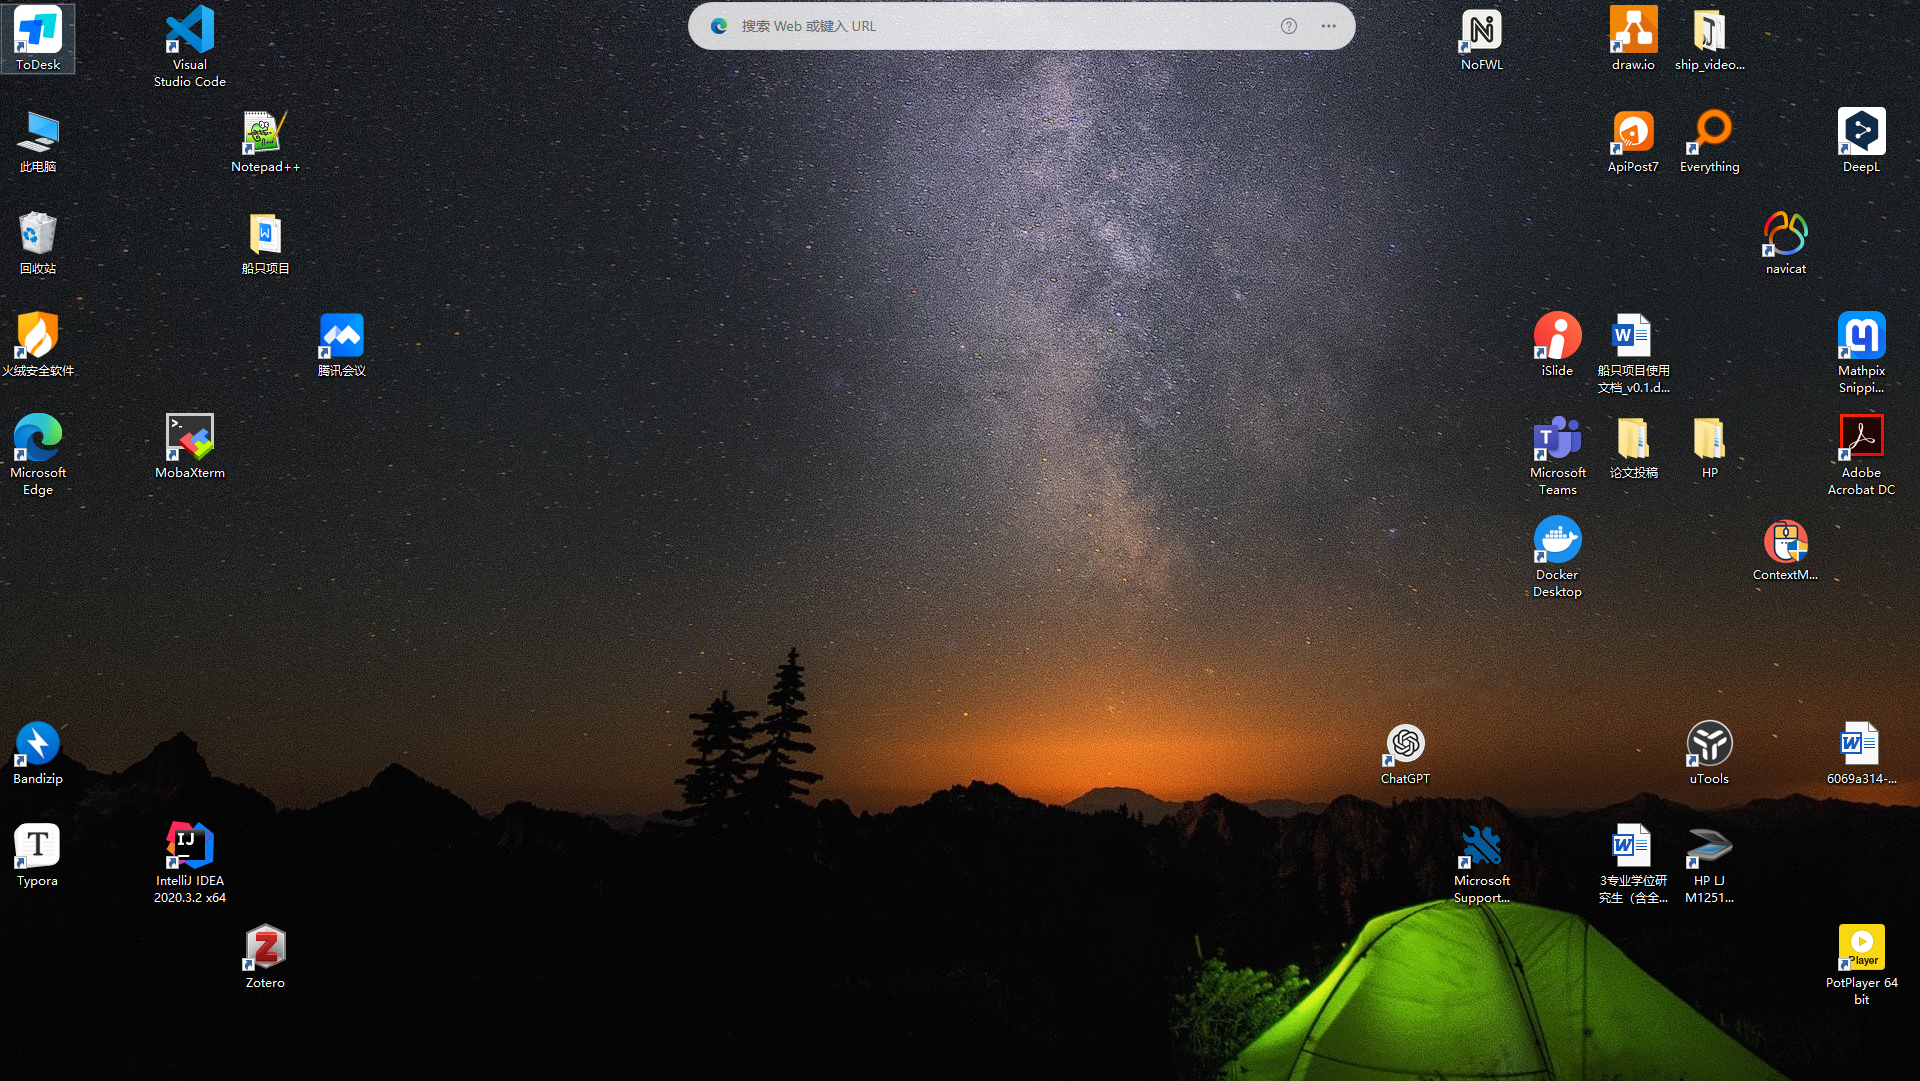 搜索 Web 或键入 URL
ToDesk
Visual
Studio Code
NoFWL
draw.io
ship_video...
此电脑
Notepad++
ApiPost7
Everything
DeepL
回收站
船只项目
navicat
火绒安全软件
腾讯会议
iSlide
船只项目使用
文档_v0.1.d...
Mathpix
Snippi...
Microsoft
Edge
MobaXterm
Microsoft
Teams
论文投稿
HP
Adobe
Acrobat DC
Docker
Desktop
ContextM...
Bandizip
ChatGPT
uTools
6069a314-...
Typora
IntelliJ IDEA
2020.3.2 x64
Microsoft
Support...
3专业学位研
究生（含全...
HP LJ
M1251...
Zotero
Player
PotPlayer 64
bit